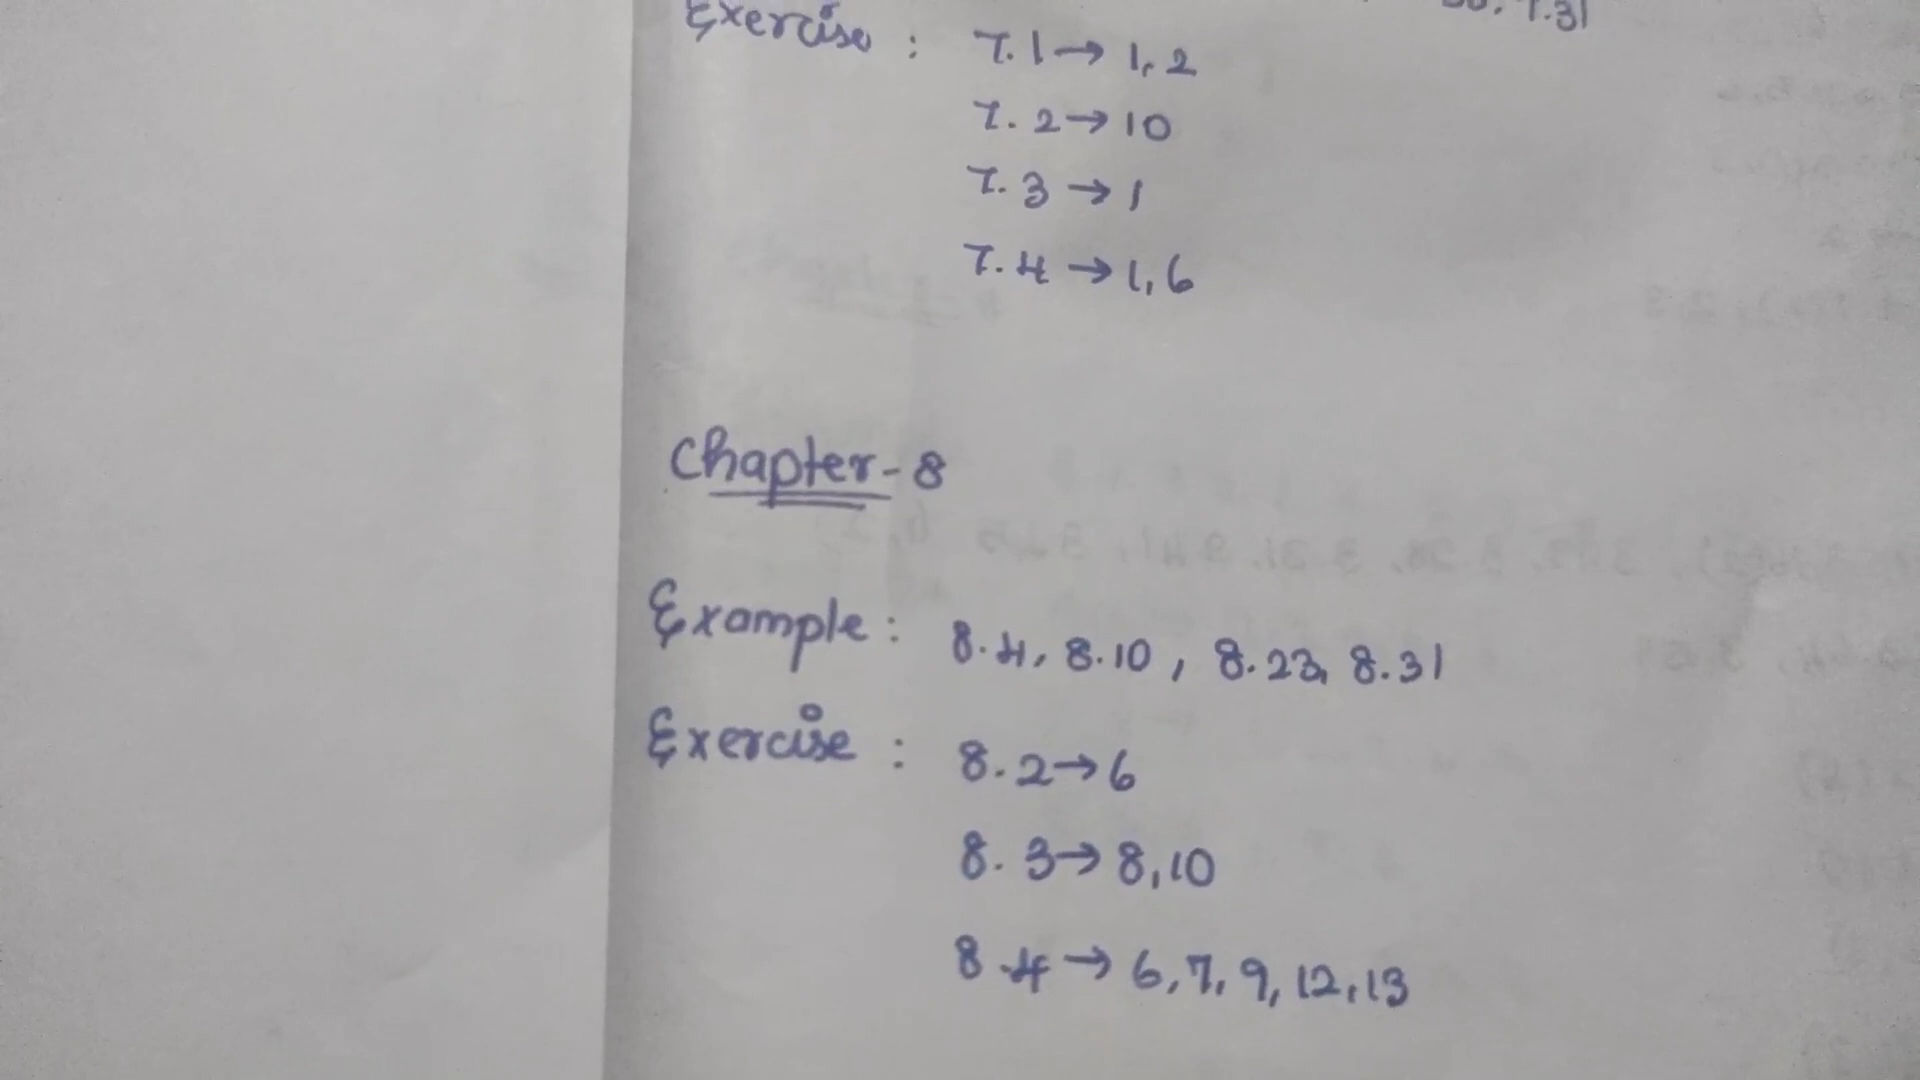 7.31
Exercise : 7.1→ 1, 2
7. 2→ 10
7. 3 → 1
7. 4 → 1, 6
Chapter - 8
Example : 8.4, 8.10, 8.23, 8.31
Exercise : 8. 2→ 6
8. 3→ 8, 10
8. 4 → 6, 7, 9, 12, 13